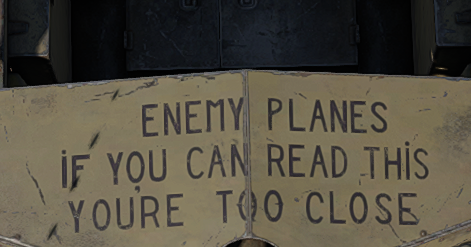 ENEMY PLANES
iF YOU CAN READ THiS
YOURE TOO CLOSE.